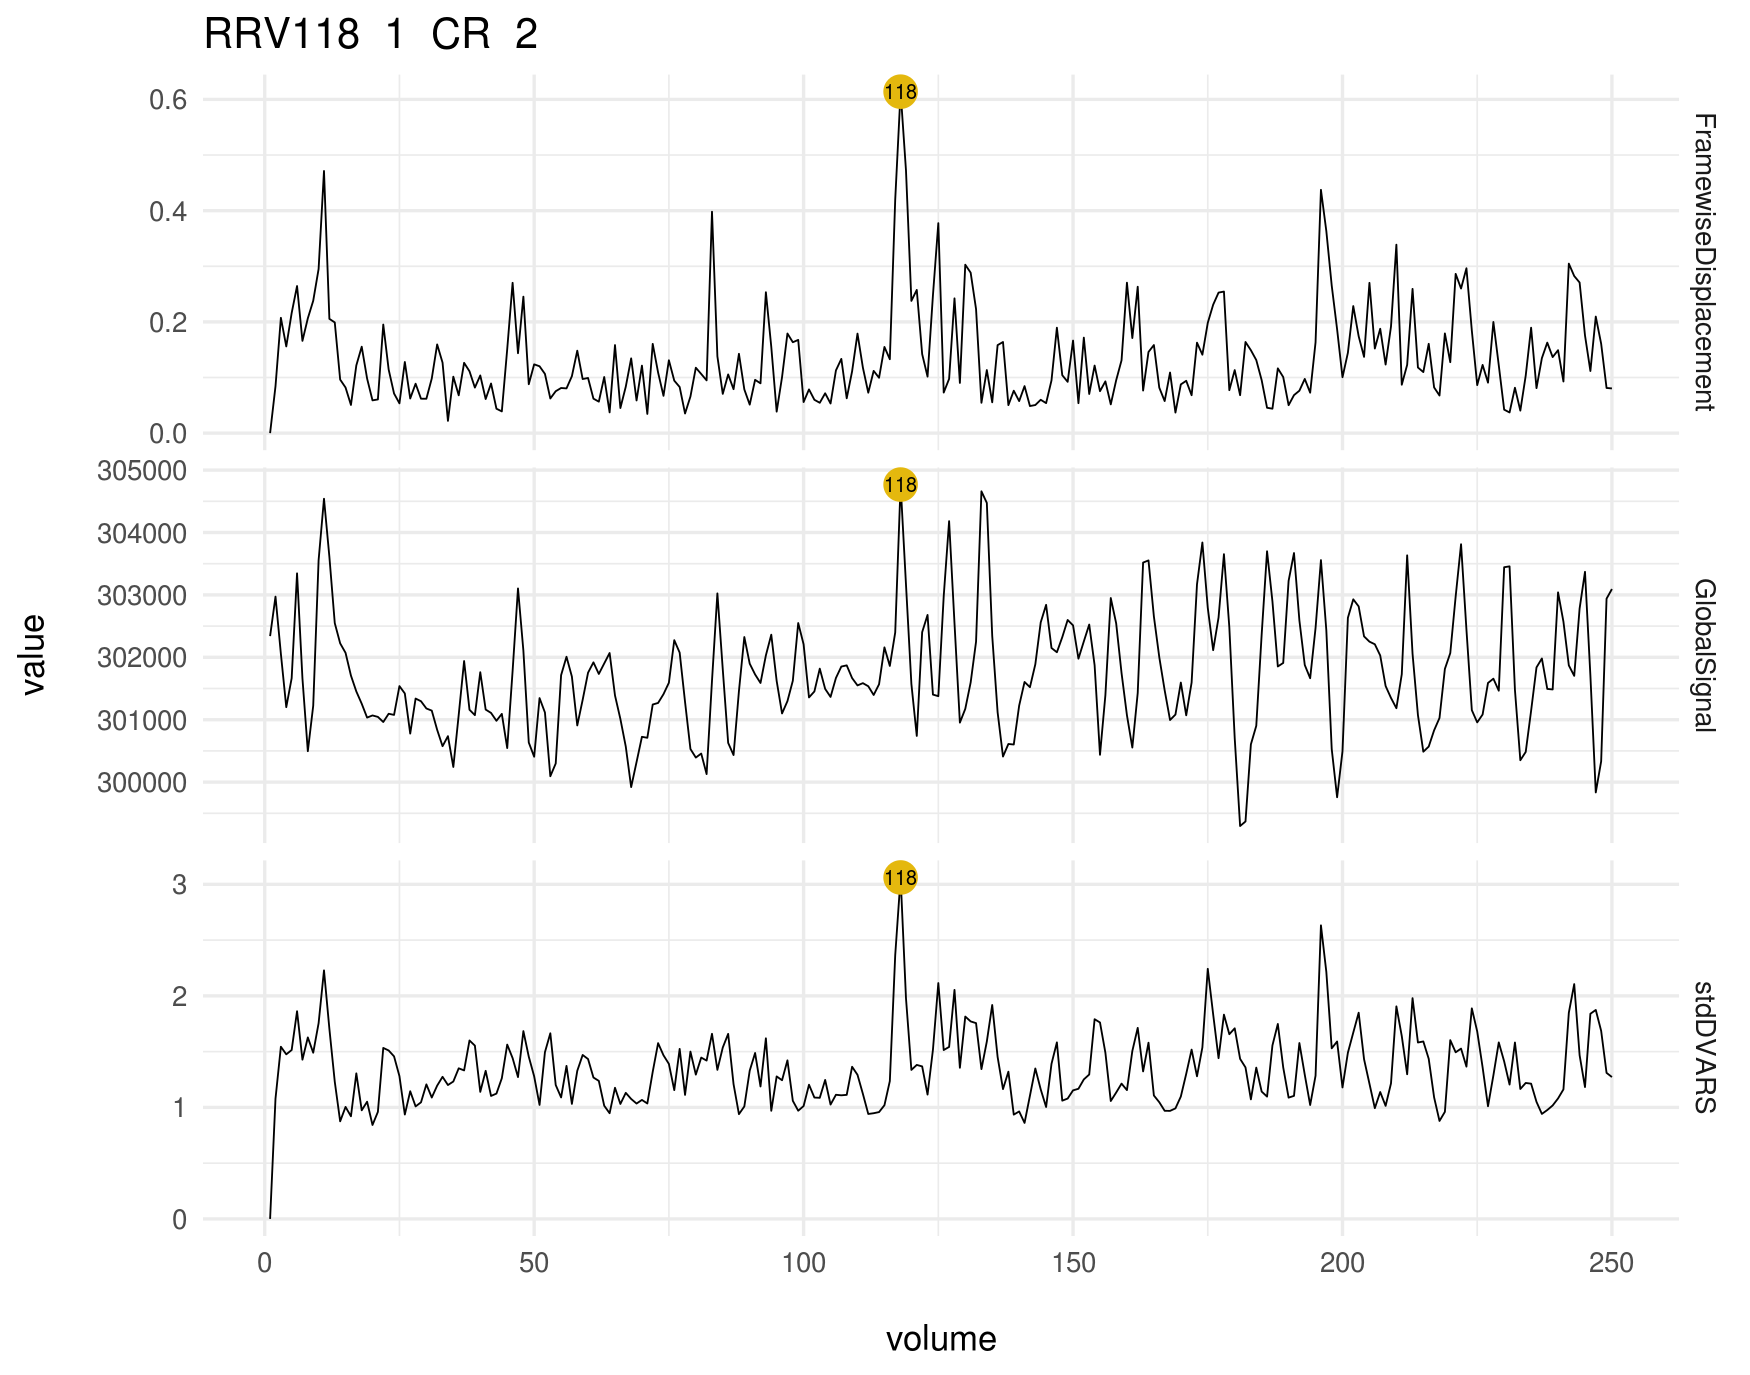 RRV118 1 CR 2
118
0.6
0.4
0.2
0.0
FramewiseDisplacement
118
305000
304000
303000
302000
301000
300000
GlobalSignal
value
118
3
2
1
0
stdDVARS
0 50 100 150 200 250
volume